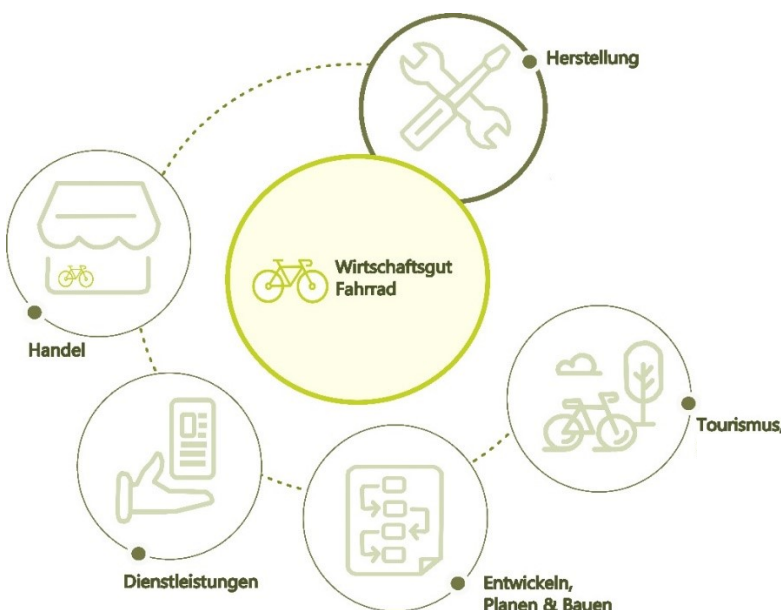 Herstellung
Wirtschaftsgut
Fahrrad
Handel
Tourismus,
Dienstleistungen
Entwickeln,
Planen & Bauen